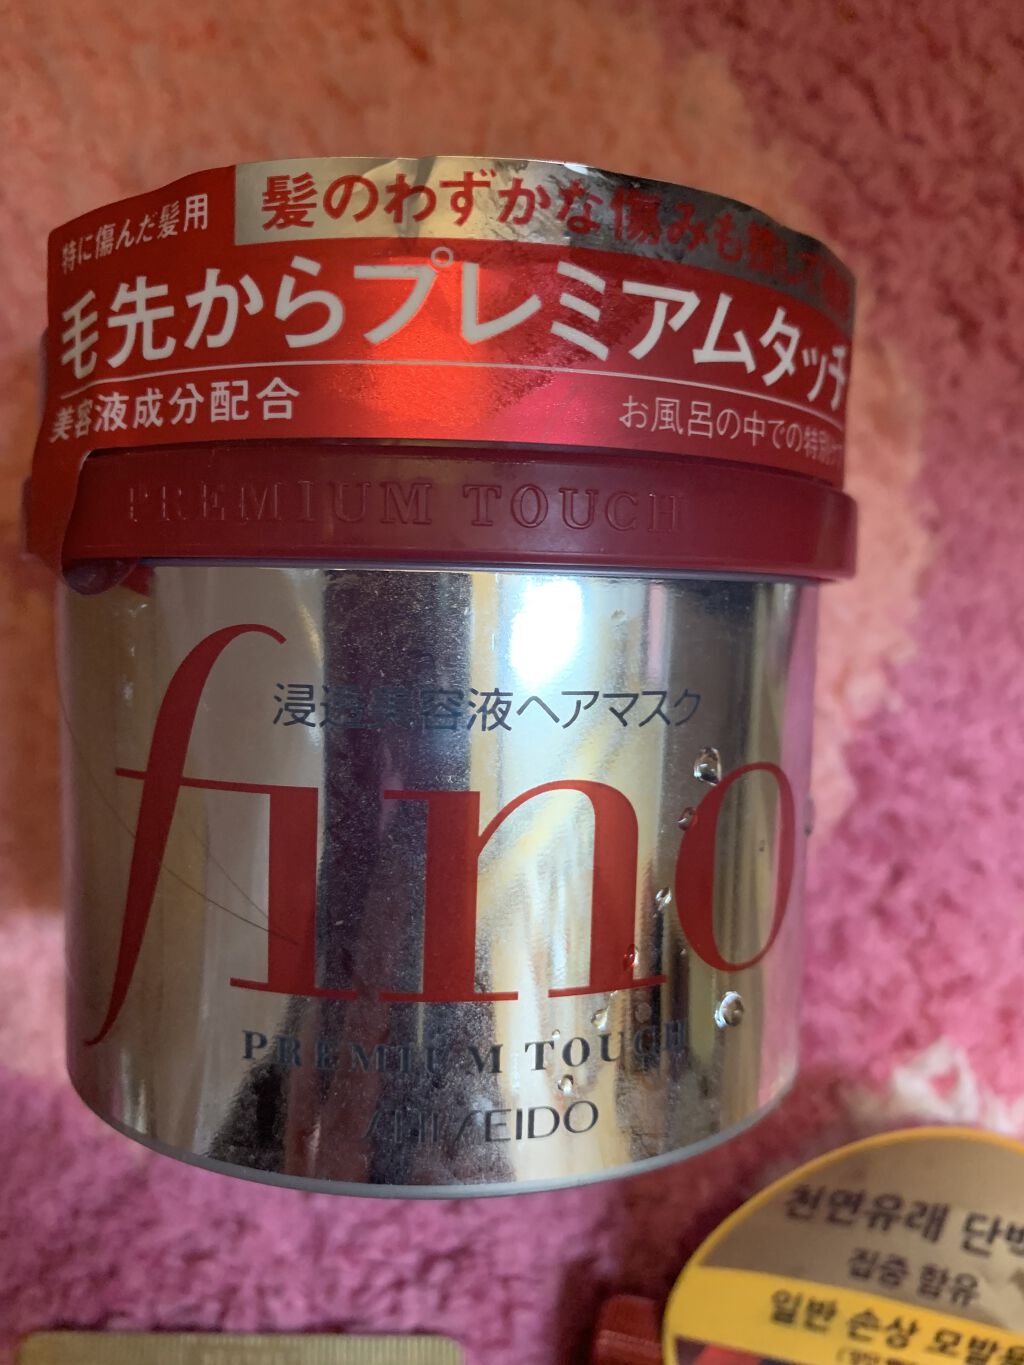 特に傷んだ髪用
髪のわずかな傷みも
毛先からプレミアムタッチ
美容液成分配合
お風呂の中での特別
PREMIUM TOUCH
浸透美容液ヘアマスク
fino
PREMIUM TOUCH
SHISEIDO
천연유래
집중 함유
일반 손상 모발용